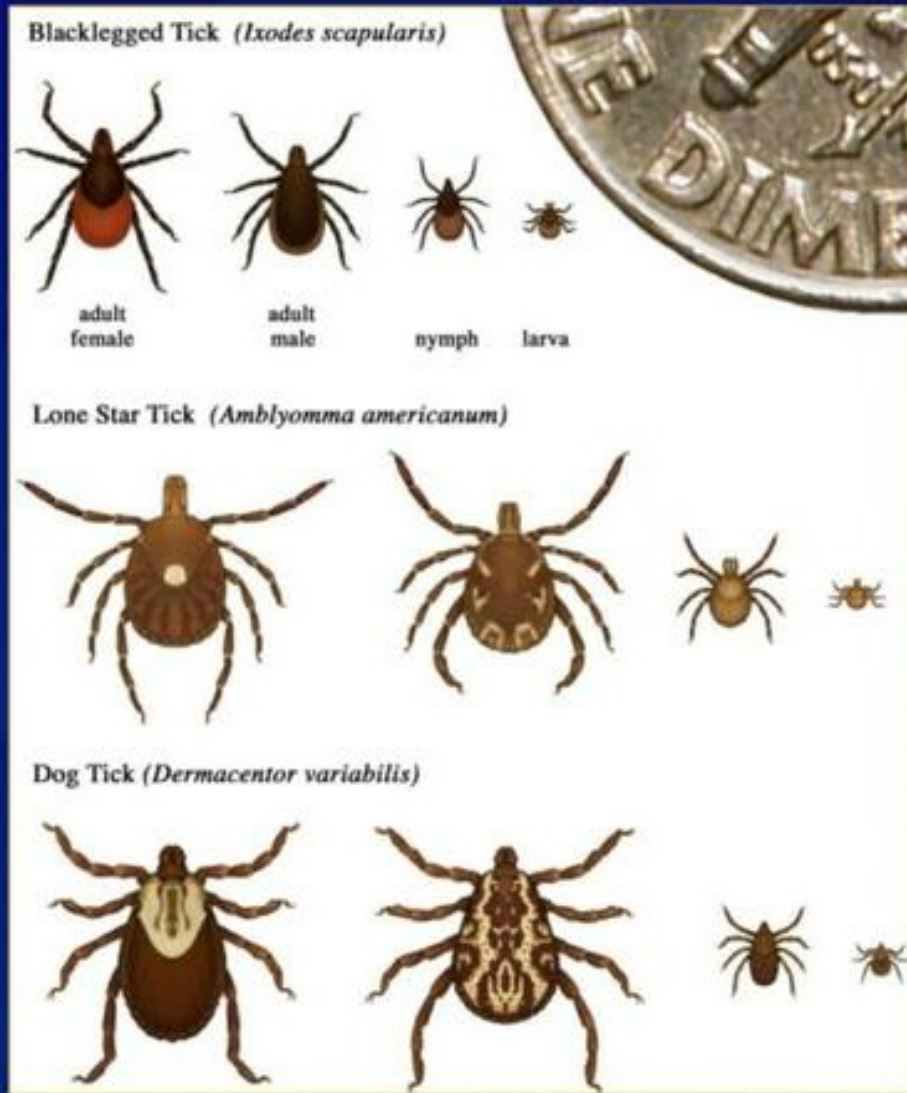 Blacklegged Tick (Ixodes scapularis)
NE DIME
adult female
adult male
nymph
larva
Lone Star Tick (Amblyomma americanum)
Dog Tick (Dermacentor variabilis)